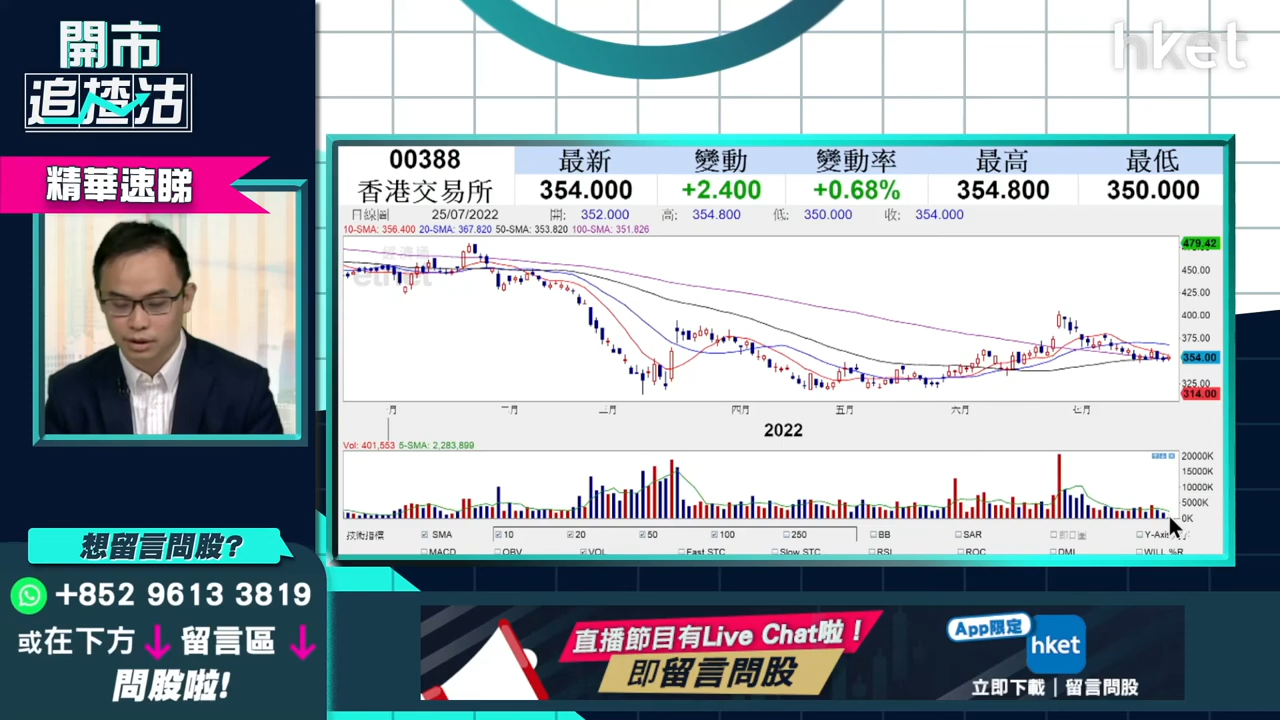 開市
追揸沽
精華速睇
想留言問股?
+852 9613 3819
或在下方 留言區
問股啦!
hket
00388
香港交易所
最新 變動 變動率 最高 最低
354.000 +2.400 +0.68% 354.800 350.000
日線圖 25/07/2022 開: 352.000 高: 354.800 低: 350.000 收: 354.000
10-SMA: 356.400 20-SMA: 367.820 50-SMA: 353.820 100-SMA: 351.826
經濟通
etnet
479.42
450.00
425.00
400.00
375.00
354.00
325.00
314.00
月 二月 三月 四月 五月 六月 七月
2022
Vol: 401,553 5-SMA: 2,283,899
20000K
15000K
10000K
5000K
0K
技術指標 SMA 10 20 50 100 250 BB SAR Y-Axis
MACD OBV VOL Fast STC Slow STC RSI ROC DMI WILL %R
直播節目有Live Chat啦！
即留言問股
App限定
hket
立即下載｜留言問股